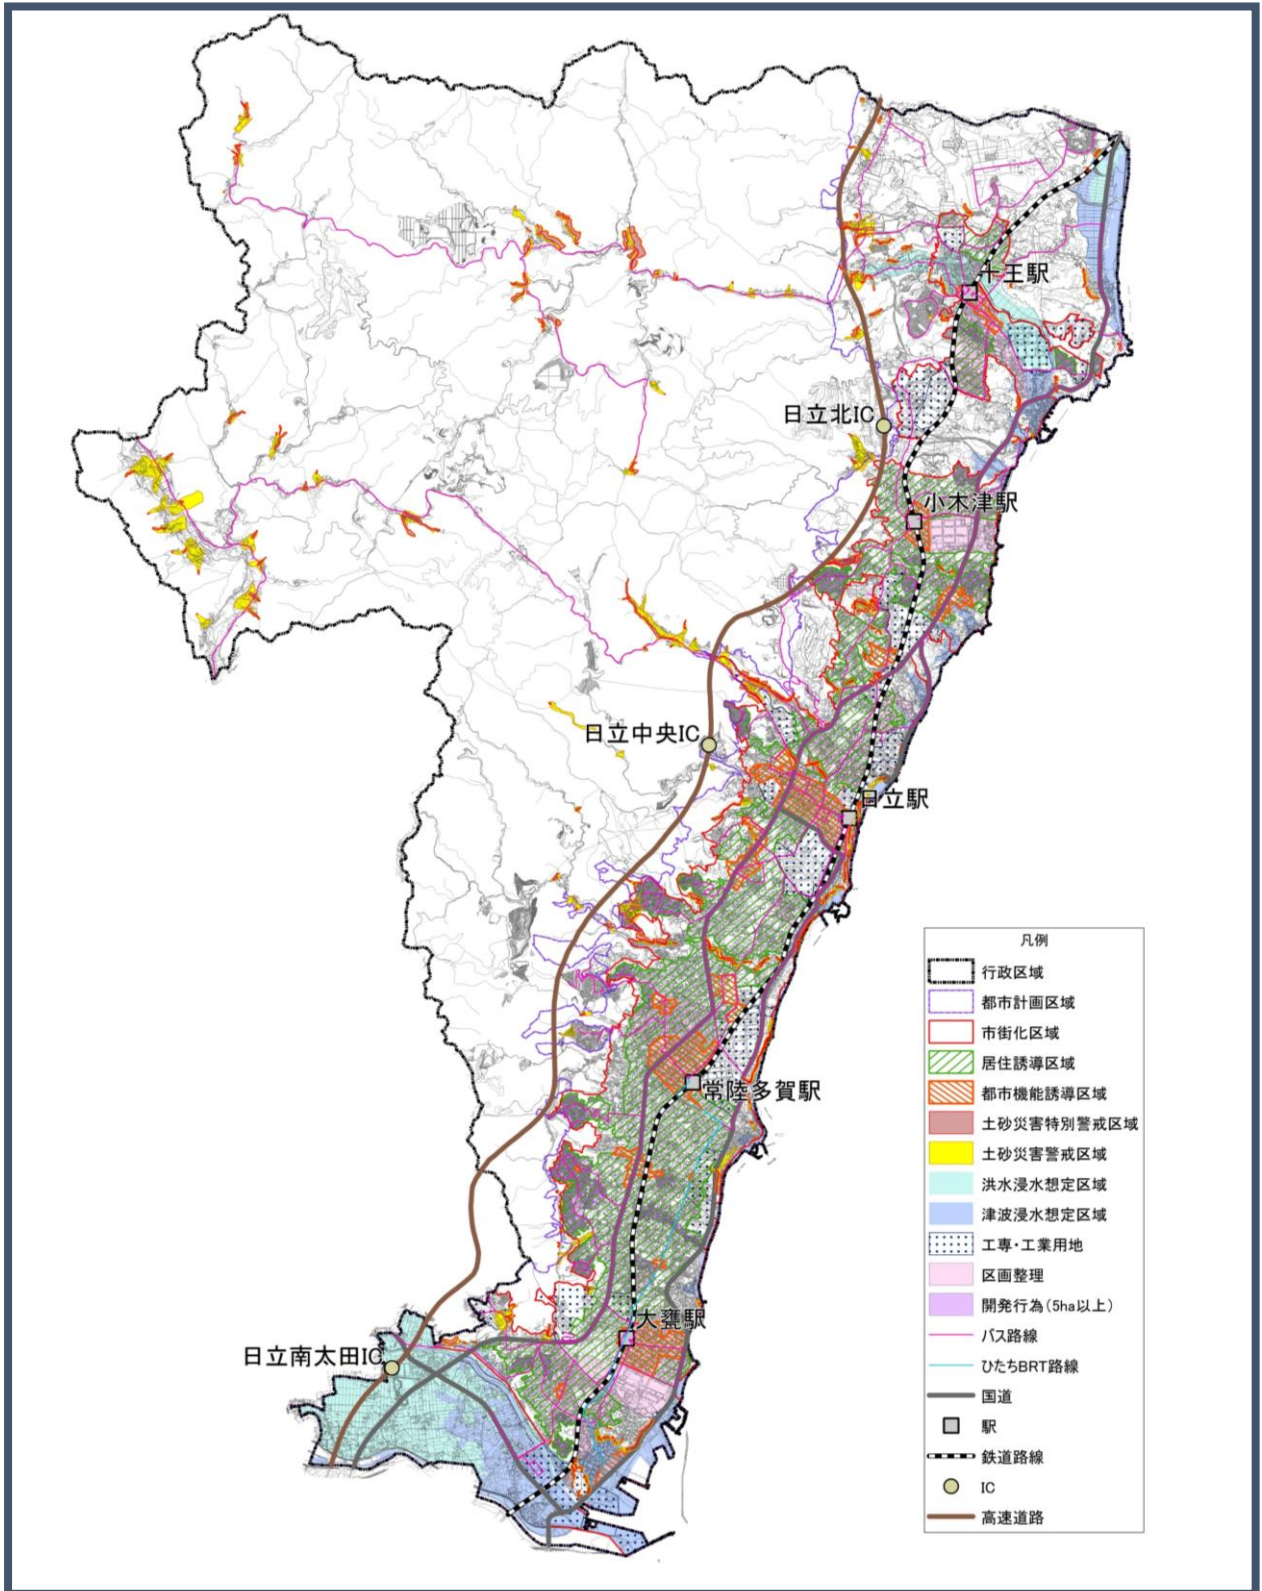 十王駅
日立北IC
小木津駅
日立中央IC
日立駅
常陸多賀駅
大甕駅
日立南太田IC
凡例
行政区域
都市計画区域
市街化区域
居住誘導区域
都市機能誘導区域
土砂災害特別警戒区域
土砂災害警戒区域
洪水浸水想定区域
津波浸水想定区域
工専・工業用地
区画整理
開発行為(5ha以上)
バス路線
ひたちBRT路線
国道
駅
鉄道路線
IC
高速道路